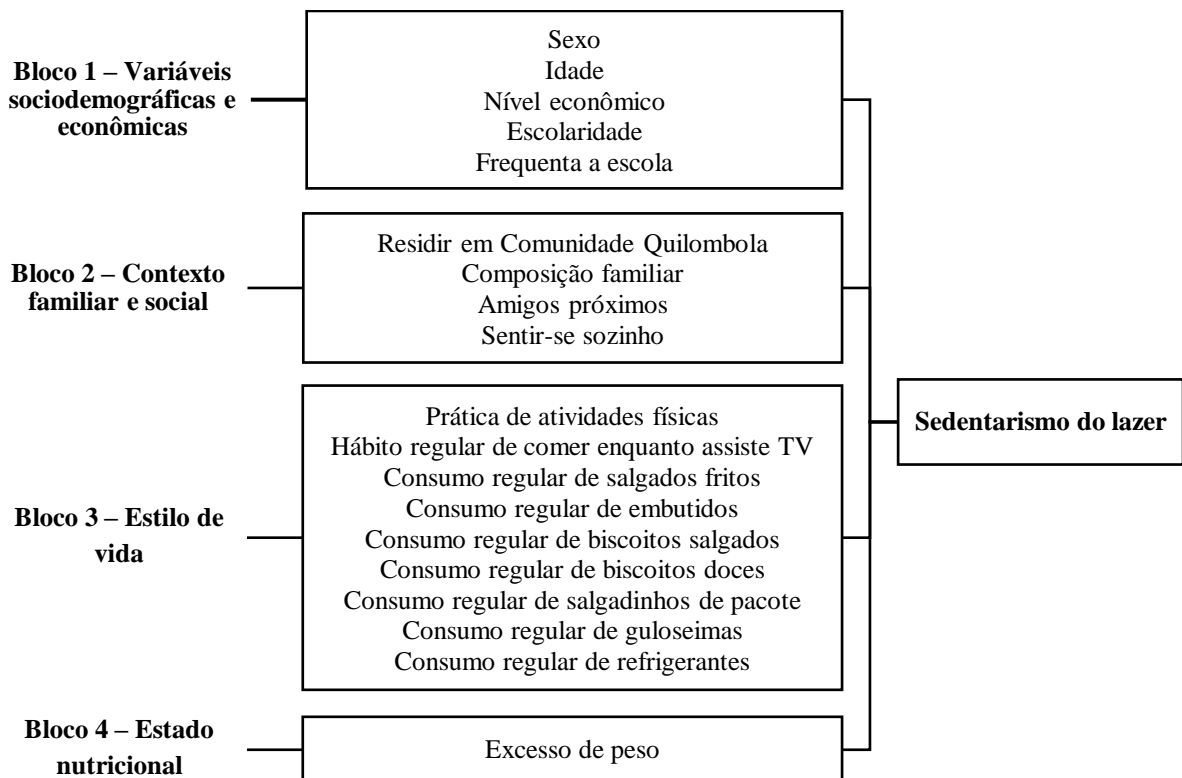 Bloco 1 – Variáveis
sociodemográficas e
econômicas
Sexo
Idade
Nível econômico
Escolaridade
Frequenta a escola
Bloco 2 – Contexto
familiar e social
Residir em Comunidade Quilombola
Composição familiar
Amigos próximos
Sentir-se sozinho
Bloco 3 – Estilo de
vida
Prática de atividades físicas
Hábito regular de comer enquanto assiste TV
Consumo regular de salgados fritos
Consumo regular de embutidos
Consumo regular de biscoitos salgados
Consumo regular de biscoitos doces
Consumo regular de salgadinhos de pacote
Consumo regular de guloseimas
Consumo regular de refrigerantes
Bloco 4 – Estado
nutricional
Excesso de peso
Sedentarismo do lazer